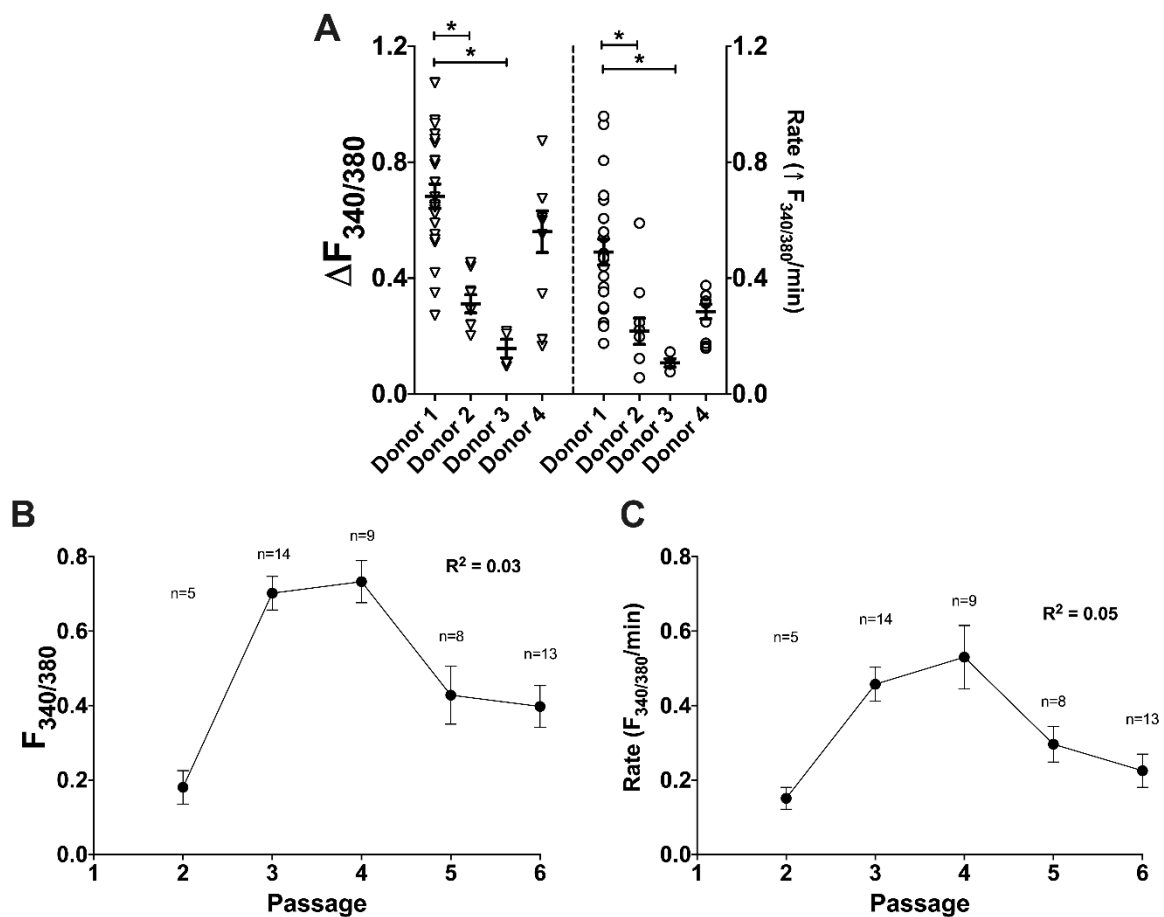 A
* *
* *
1.2 1.2
0.8 0.8
0.4 0.4
0.0 0.0
ΔF340/380
Rate (↑ F340/380/min)
Donor 1 Donor 2 Donor 3 Donor 4 Donor 1 Donor 2 Donor 3 Donor 4
B
0.8
0.6
0.4
0.2
0.0
F340/380
n=5 n=14 n=9 n=8 n=13
R² = 0.03
1 2 3 4 5 6
Passage
C
0.8
0.6
0.4
0.2
0.0
Rate (F340/380/min)
n=5 n=14 n=9 n=8 n=13
R² = 0.05
1 2 3 4 5 6
Passage